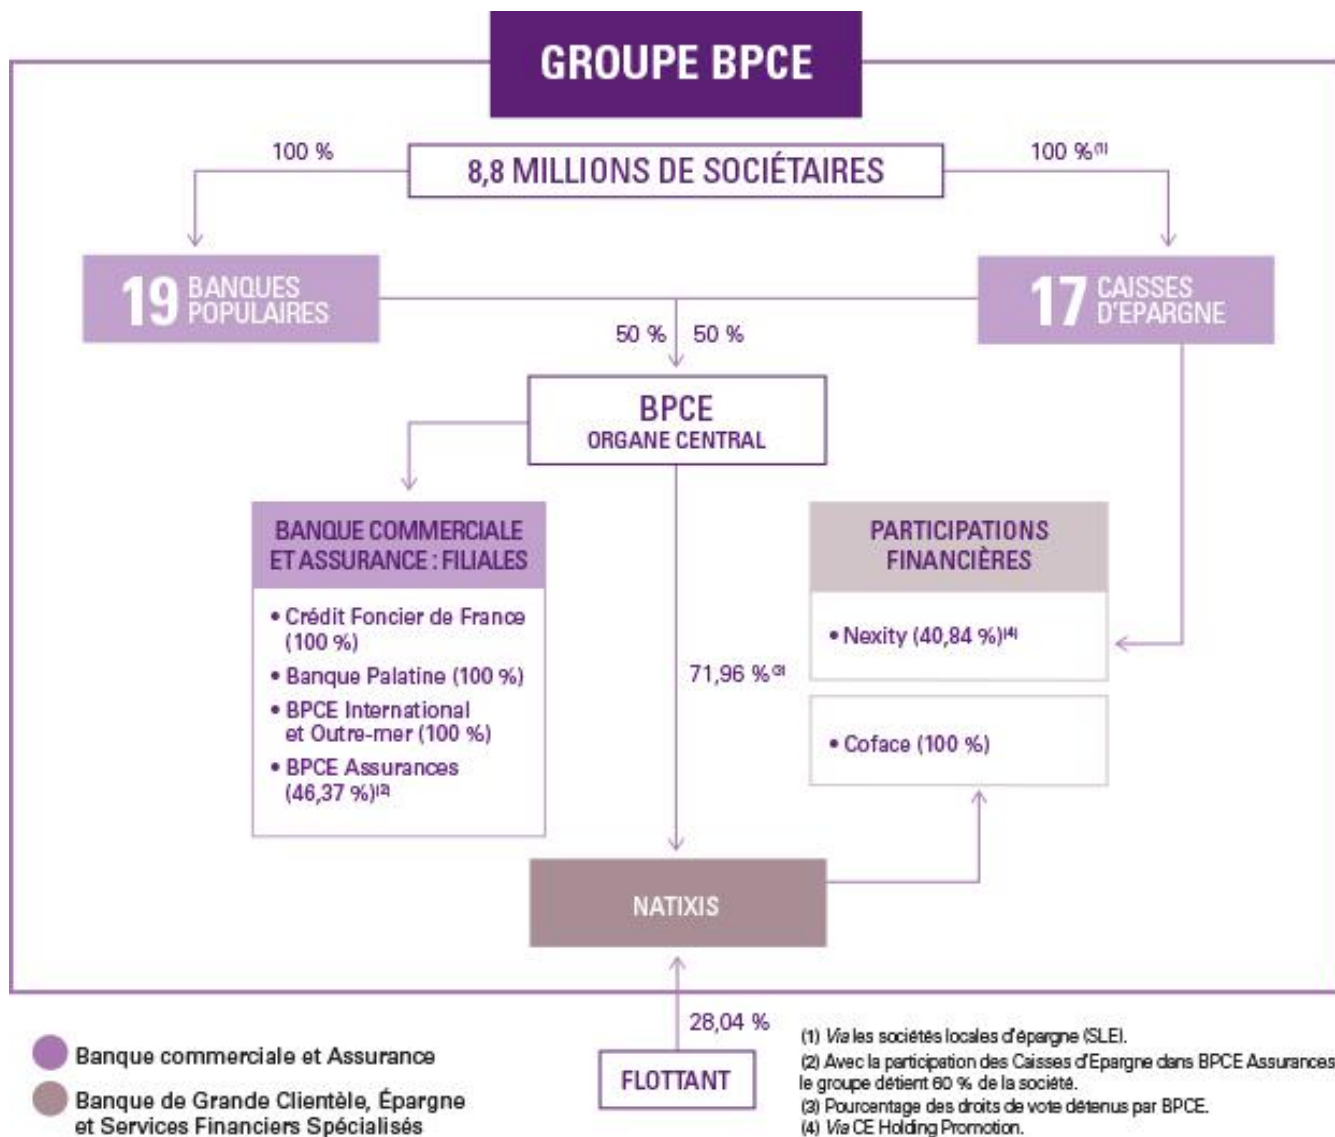 GROUPE BPCE
100 %
8,8 MILLIONS DE SOCIÉTAIRES
100 %(1)
19 BANQUES
POPULAIRES
17 CAISSES
D'EPARGNE
50 % 50 %
BPCE
ORGANE CENTRAL
BANQUE COMMERCIALE
ET ASSURANCE : FILIALES
• Crédit Foncier de France
(100 %)
• Banque Palatine (100 %)
• BPCE International
et Outre-mer (100 %)
• BPCE Assurances
(46,37 %)(2)
71,96 %(3)
PARTICIPATIONS
FINANCIÈRES
• Nexity (40,84 %)(4)
• Coface (100 %)
NATIXIS
28,04 %
FLOTTANT
Banque commerciale et Assurance
Banque de Grande Clientèle, Épargne
et Services Financiers Spécialisés
(1) Via les sociétés locales d'épargne (SLE).
(2) Avec la participation des Caisses d'Epargne dans BPCE Assurances
le groupe détient 60 % de la société.
(3) Pourcentage des droits de vote détenus par BPCE.
(4) Via CE Holding Promotion.